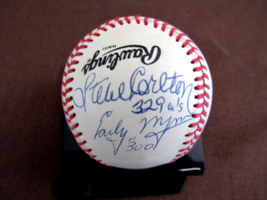 Rawlings
Steve Carlton
329 W's
Early Wynn
"300"